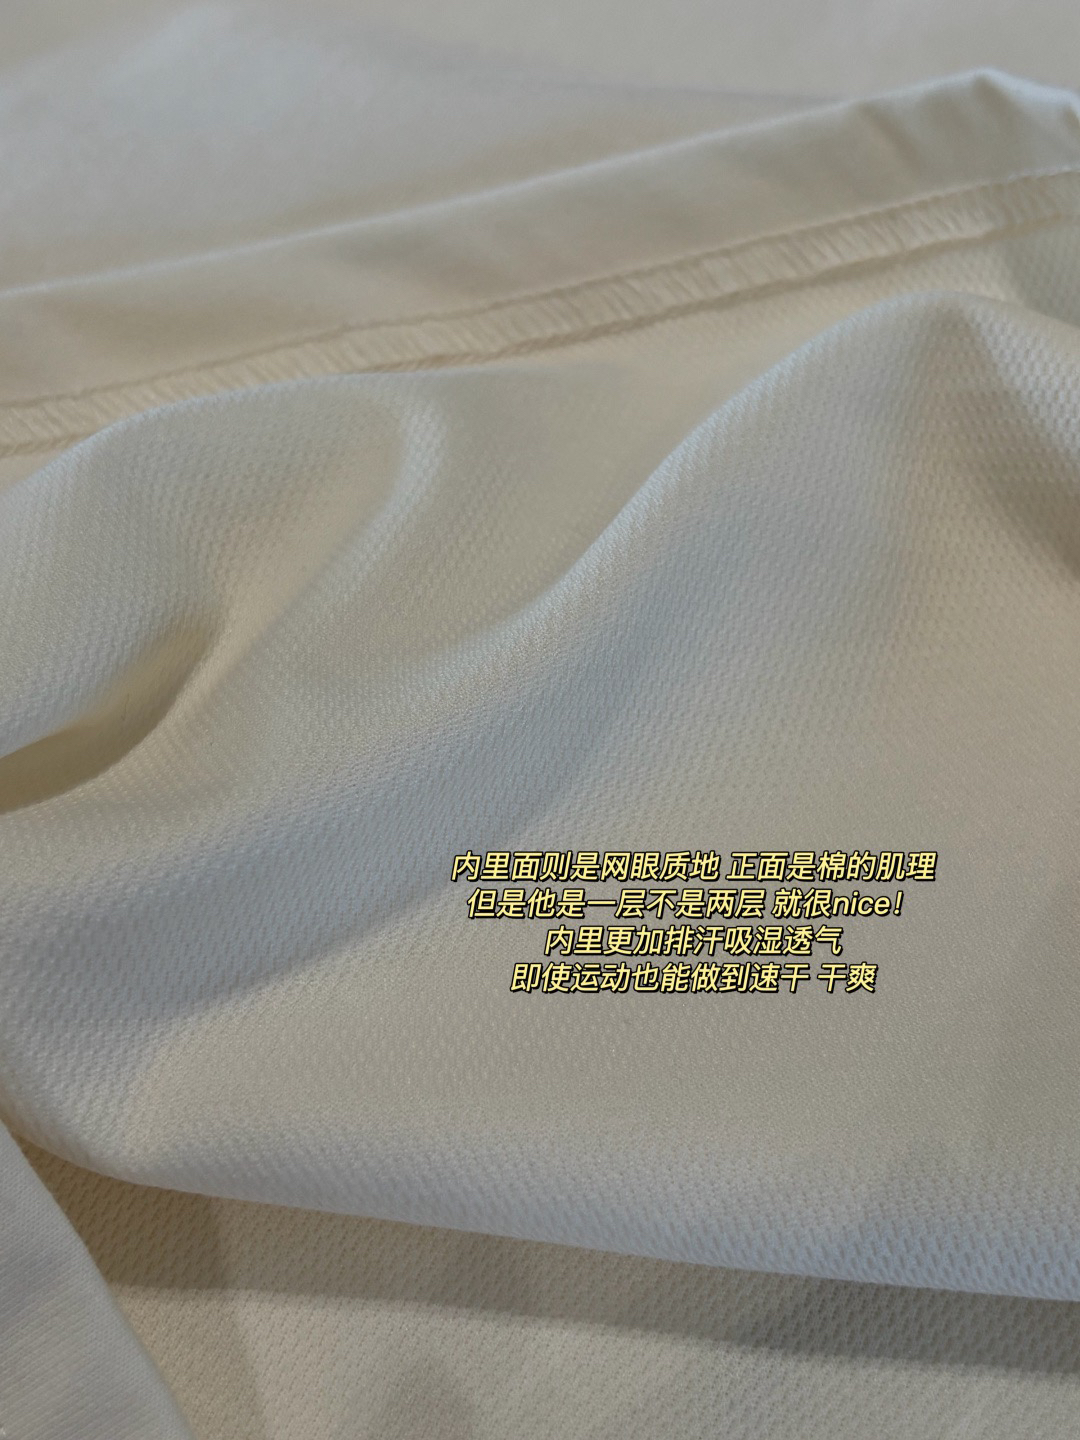 内里面则是网眼质地 正面是棉的肌理
但是他是一层不是两层 就很nice！
内里更加排汗吸湿透气
即使运动也能做到速干 干爽